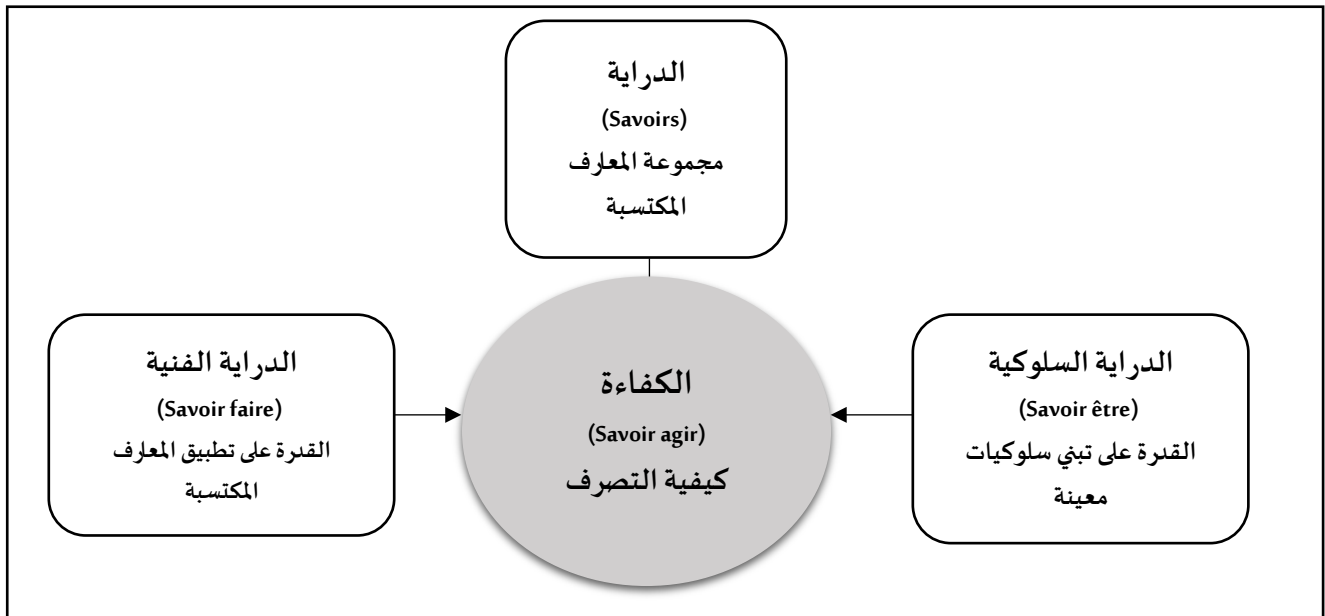 الدراية
(Savoirs)
مجموعة المعارف
المكتسبة
الدراية السلوكية
(Savoir être)
القدرة على تبني سلوكيات
معينة
الكفاءة
(Savoir agir)
كيفية التصرف
الدراية الفنية
(Savoir faire)
القدرة على تطبيق المعارف
المكتسبة